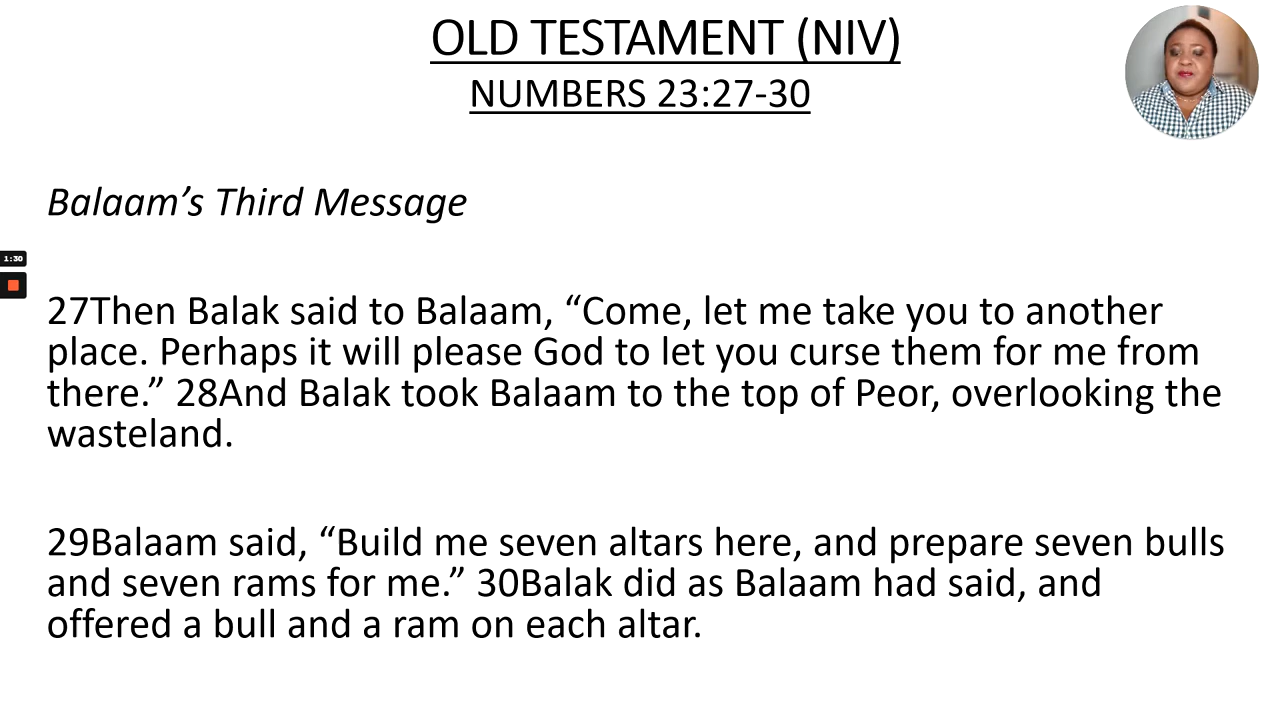 OLD TESTAMENT (NIV)
NUMBERS 23:27-30
Balaam’s Third Message
1:30
27Then Balak said to Balaam, “Come, let me take you to another
place. Perhaps it will please God to let you curse them for me from
there.” 28And Balak took Balaam to the top of Peor, overlooking the
wasteland.
29Balaam said, “Build me seven altars here, and prepare seven bulls
and seven rams for me.” 30Balak did as Balaam had said, and
offered a bull and a ram on each altar.